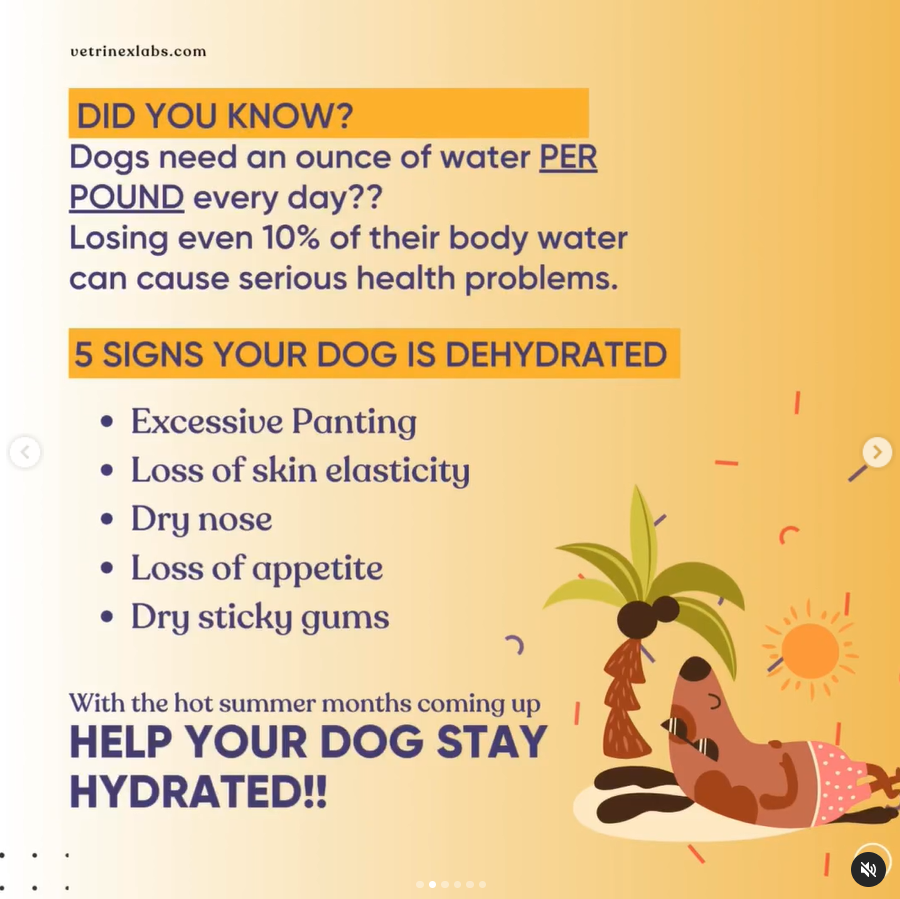 vetrinexlabs.com
DID YOU KNOW?
Dogs need an ounce of water PER
POUND every day??
Losing even 10% of their body water
can cause serious health problems.
5 SIGNS YOUR DOG IS DEHYDRATED
• Excessive Panting
• Loss of skin elasticity
• Dry nose
• Loss of appetite
• Dry sticky gums
With the hot summer months coming up
HELP YOUR DOG STAY
HYDRATED!!